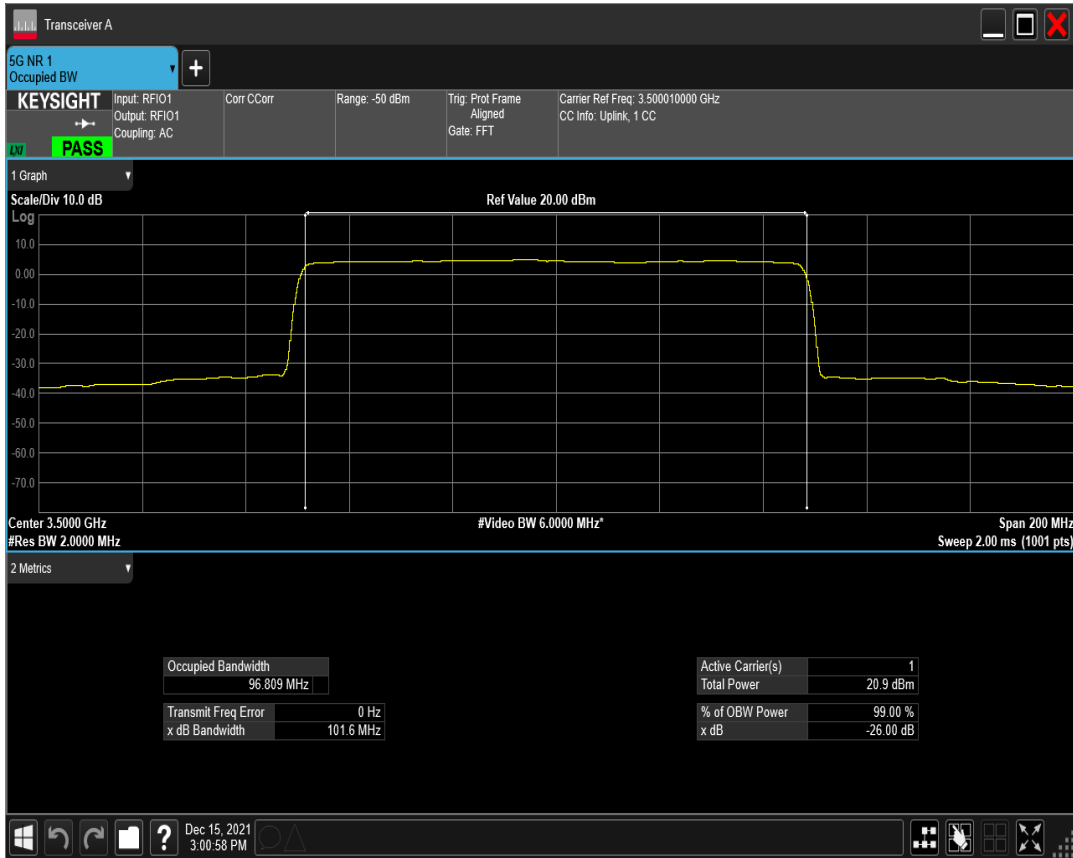 Transceiver A
5G NR 1
Occupied BW
+
KEYSIGHT
LXI
PASS
Input: RFIO1
Output: RFIO1
Coupling: AC
Corr CCorr
Range: -50 dBm
Trig: Prot Frame
Aligned
Gate: FFT
Carrier Ref Freq: 3.500010000 GHz
CC Info: Uplink, 1 CC
1 Graph
Scale/Div 10.0 dB
Ref Value 20.00 dBm
Log
10.0
0.00
-10.0
-20.0
-30.0
-40.0
-50.0
-60.0
-70.0
Center 3.5000 GHz
#Video BW 6.0000 MHz*
Span 200 MHz
#Res BW 2.0000 MHz
Sweep 2.00 ms (1001 pts)
2 Metrics
Occupied Bandwidth
96.809 MHz
Transmit Freq Error 0 Hz
x dB Bandwidth 101.6 MHz
Active Carrier(s) 1
Total Power 20.9 dBm
% of OBW Power 99.00 %
x dB -26.00 dB
?
Dec 15, 2021
3:00:58 PM